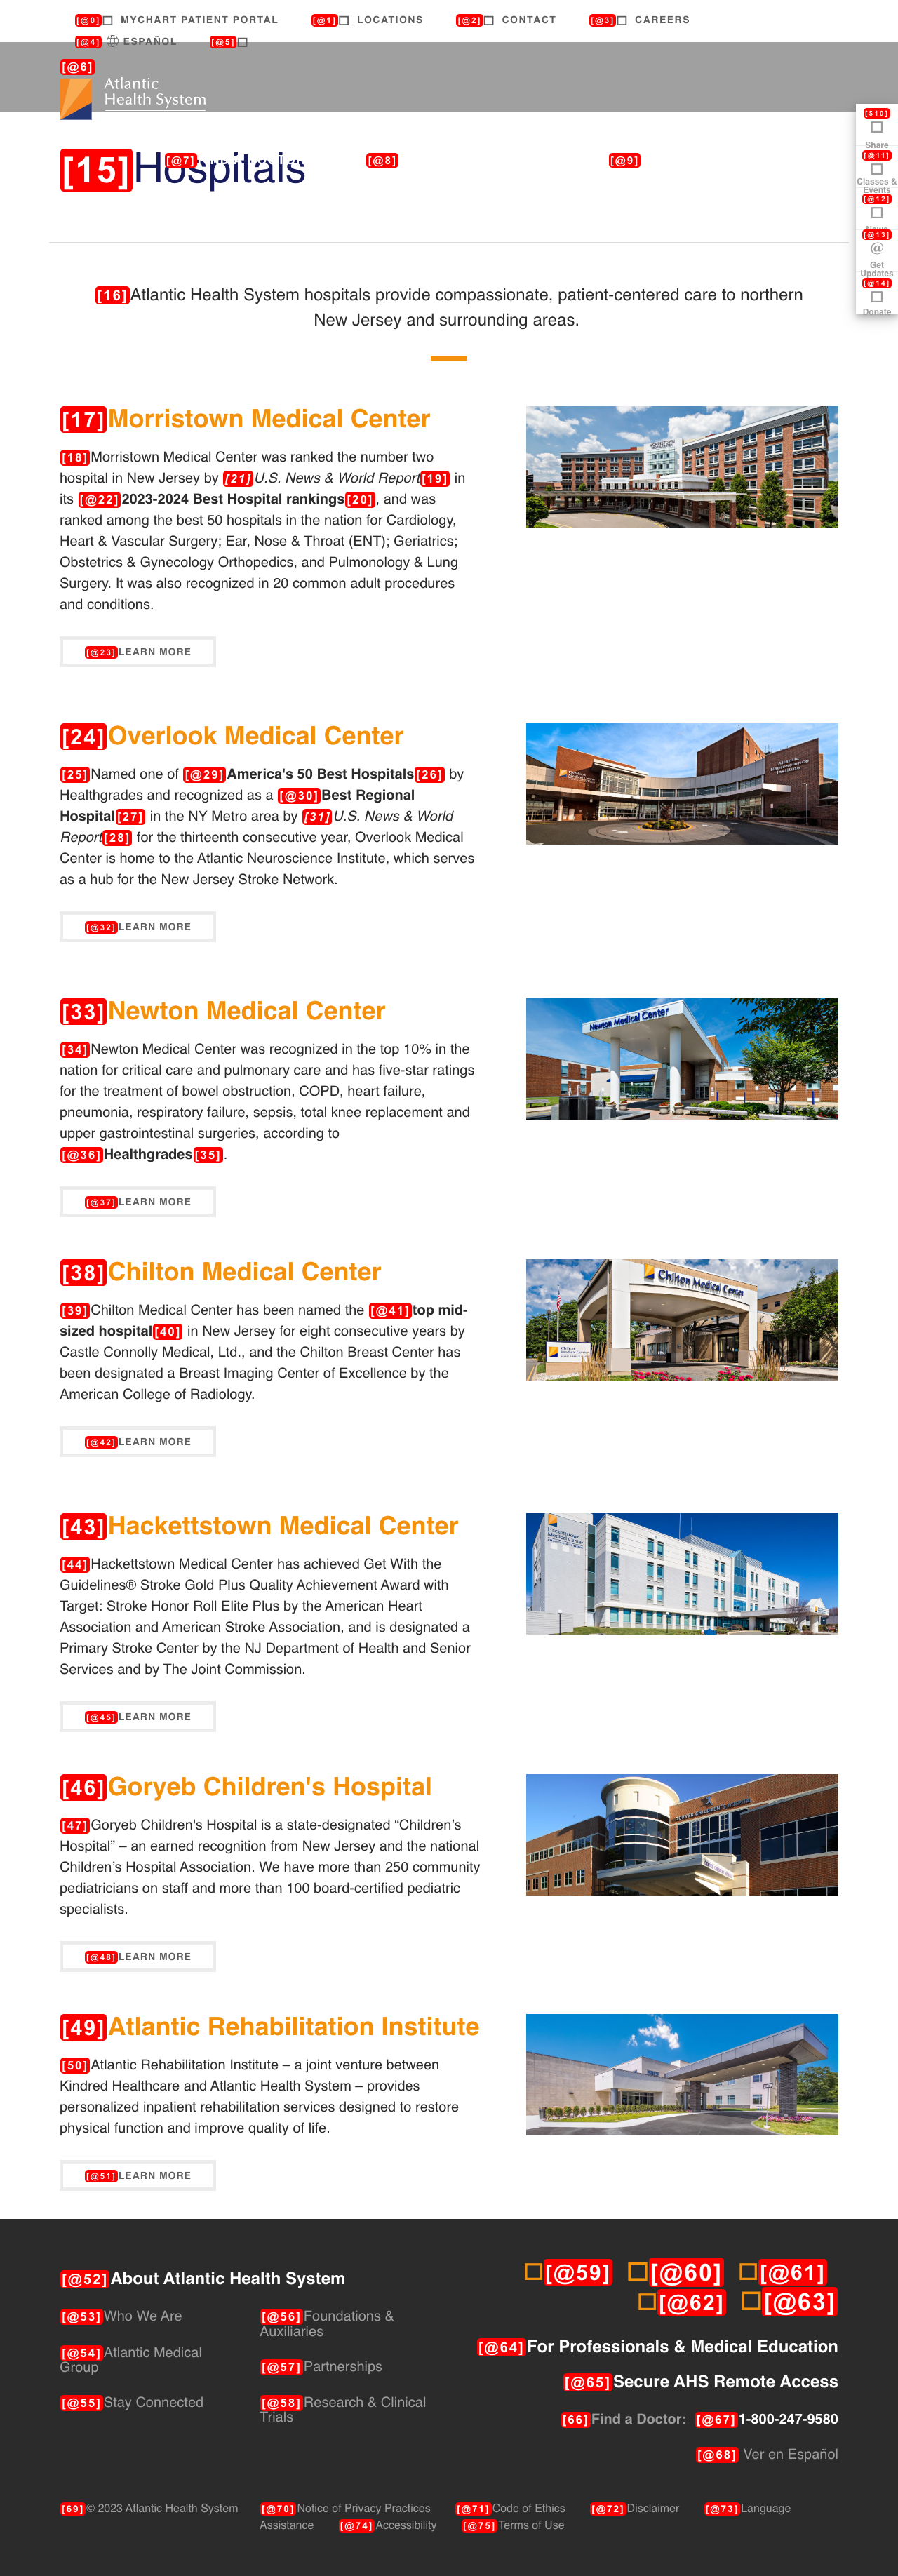 [@0] MYCHART PATIENT PORTAL [@1] LOCATIONS [@2] CONTACT [@3] CAREERS
[@4] ESPAÑOL [@5]
[@6]
Atlantic
Health System
[$10]
Share
[@11]
Classes &
Events
[@12]
[@13]
@
Get
Updates
[@14]
Donate
[@7] [@8] [@9]
[15]Hospitals
[16]Atlantic Health System hospitals provide compassionate, patient-centered care to northern
New Jersey and surrounding areas.
[17]Morristown Medical Center
[18]Morristown Medical Center was ranked the number two
hospital in New Jersey by [21]U.S. News & World Report[19] in
its [@22]2023-2024 Best Hospital rankings[20], and was
ranked among the best 50 hospitals in the nation for Cardiology,
Heart & Vascular Surgery; Ear, Nose & Throat (ENT); Geriatrics;
Obstetrics & Gynecology Orthopedics, and Pulmonology & Lung
Surgery. It was also recognized in 20 common adult procedures
and conditions.
[@23]LEARN MORE
[24]Overlook Medical Center
[25]Named one of [@29]America's 50 Best Hospitals[26] by
Healthgrades and recognized as a [@30]Best Regional
Hospital[27] in the NY Metro area by [31]U.S. News & World
Report[28] for the thirteenth consecutive year, Overlook Medical
Center is home to the Atlantic Neuroscience Institute, which serves
as a hub for the New Jersey Stroke Network.
Atlantic
Neuroscience
Institute
[@32]LEARN MORE
[33]Newton Medical Center
Newton Medical Center
[34]Newton Medical Center was recognized in the top 10% in the
nation for critical care and pulmonary care and has five-star ratings
for the treatment of bowel obstruction, COPD, heart failure,
pneumonia, respiratory failure, sepsis, total knee replacement and
upper gastrointestinal surgeries, according to
[@36]Healthgrades[35].
[@37]LEARN MORE
[38]Chilton Medical Center
Chilton Medical Center
[39]Chilton Medical Center has been named the [@41]top mid-
sized hospital[40] in New Jersey for eight consecutive years by
Castle Connolly Medical, Ltd., and the Chilton Breast Center has
been designated a Breast Imaging Center of Excellence by the
American College of Radiology.
[@42]LEARN MORE
[43]Hackettstown Medical Center
Hackettstown
Medical Center
[44]Hackettstown Medical Center has achieved Get With the
Guidelines® Stroke Gold Plus Quality Achievement Award with
Target: Stroke Honor Roll Elite Plus by the American Heart
Association and American Stroke Association, and is designated a
Primary Stroke Center by the NJ Department of Health and Senior
Services and by The Joint Commission.
[@45]LEARN MORE
[46]Goryeb Children's Hospital
[47]Goryeb Children's Hospital is a state-designated “Children’s
Hospital” – an earned recognition from New Jersey and the national
Children’s Hospital Association. We have more than 250 community
pediatricians on staff and more than 100 board-certified pediatric
specialists.
[@48]LEARN MORE
[49]Atlantic Rehabilitation Institute
[50]Atlantic Rehabilitation Institute – a joint venture between
Kindred Healthcare and Atlantic Health System – provides
personalized inpatient rehabilitation services designed to restore
physical function and improve quality of life.
[@51]LEARN MORE
[@52]About Atlantic Health System
[@53]Who We Are
[@54]Atlantic Medical
Group
[@55]Stay Connected
[@56]Foundations &
Auxiliaries
[@57]Partnerships
[@58]Research & Clinical
Trials
[@59] [@60] [@61]
[@62] [@63]
[@64]For Professionals & Medical Education
[@65]Secure AHS Remote Access
[66]Find a Doctor: [@67]1-800-247-9580
[@68] Ver en Español
[69]© 2023 Atlantic Health System [@70]Notice of Privacy Practices [@71]Code of Ethics [@72]Disclaimer [@73]Language
Assistance [@74]Accessibility [@75]Terms of Use